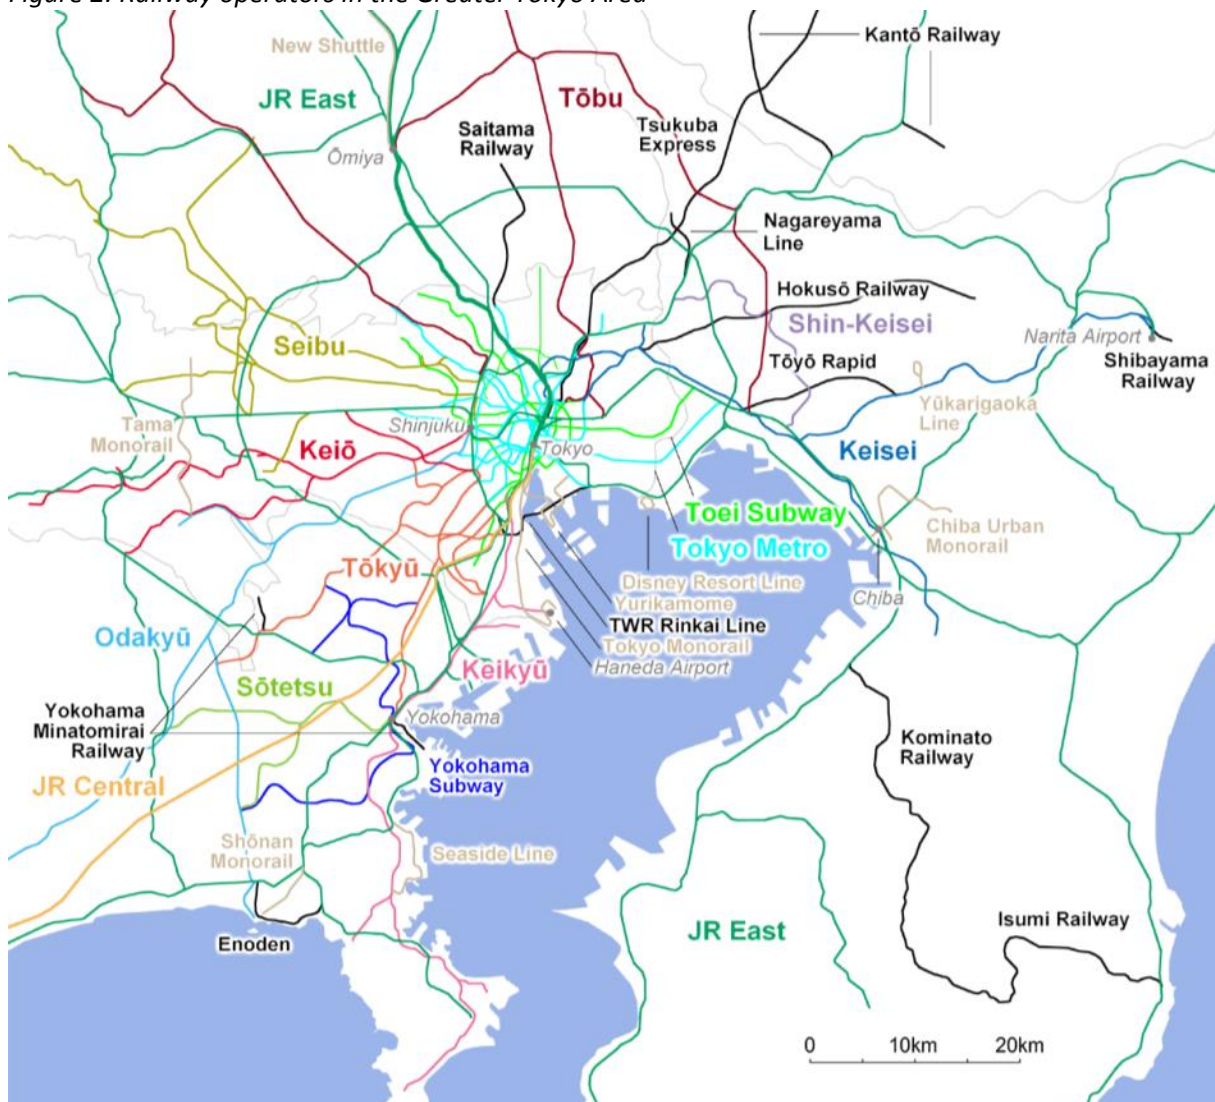 Figure 2: Railway operators in the Greater Tokyo Area
New Shuttle
Kantō Railway
JR East
Tōbu
Saitama
Railway
Tsukuba
Express
Ōmiya
Nagareyama
Line
Hokusō Railway
Shin-Keisei
Narita Airport
Seibu
Tōyō Rapid
Shibayama
Railway
Yūkarigaoka
Line
Tama
Monorail
Shinjuku
Keiō
Tokyo
Keisei
Toei Subway
Chiba Urban
Monorail
Tokyo Metro
Tōkyū
Disney Resort Line
Yurikamome
Chiba
TWR Rinkai Line
Odakyū
Tokyo Monorail
Haneda Airport
Keikyū
Sōtetsu
Yokohama
Minatomirai
Railway
Yokohama
Kominato
Railway
JR Central
Yokohama
Subway
Shōnan
Monorail
Seaside Line
Isumi Railway
JR East
Enoden
0 10km 20km